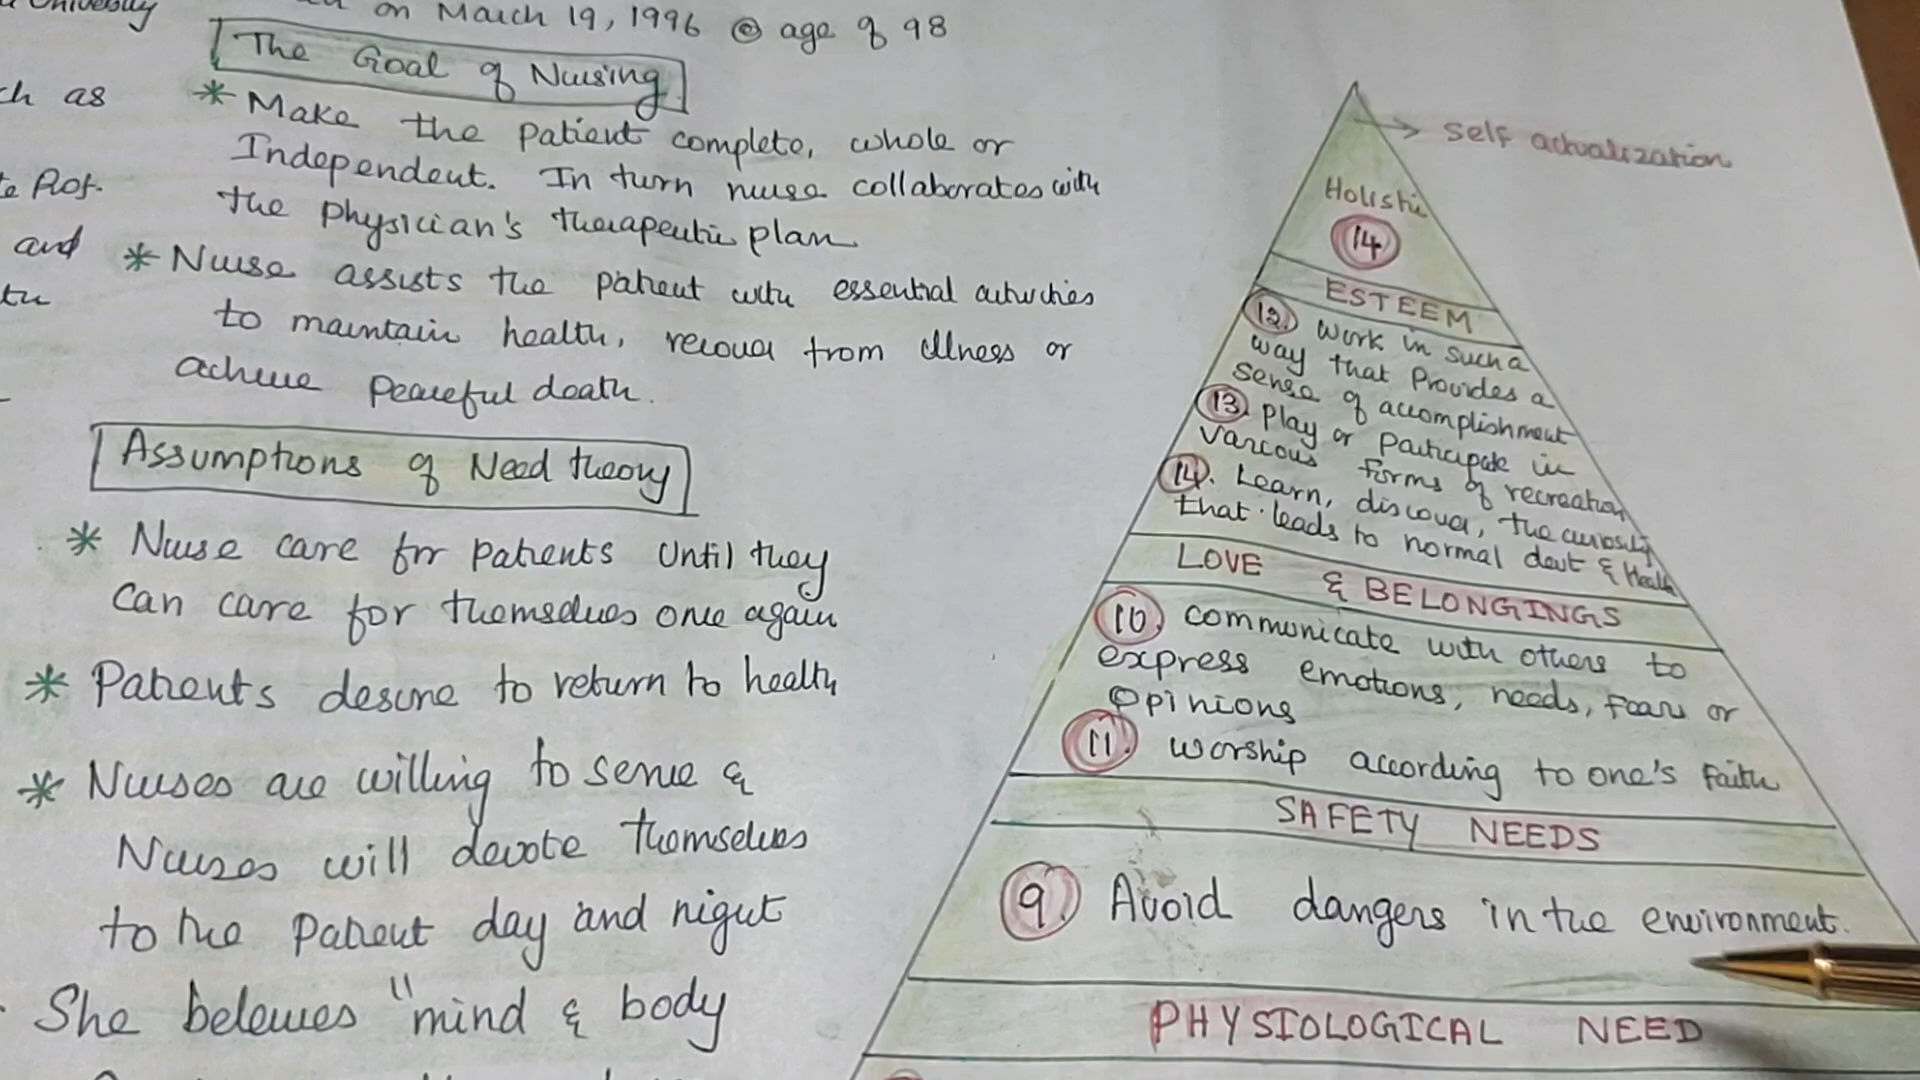 University
on March 19, 1996 @ age of 98
The Goal of Nursing
ch as
* Make the patient complete, whole or
Independent. In turn nurse collaborates with
te Prof.
the physician's therapeutic plan
and
* Nurse assists the patient with essential activities
to maintain health, recover from illness or
achieve Peaceful death.
Assumptions of Need theory
* Nurse care for patients Until they
can care for themselves once again
* Patients desire to return to health
* Nurses are willing to serve &
Nurses will devote themselves
to the Patient day and night
She believes "mind & body
Self actualization
Holistic
14
ESTEEM
12. Work in such a
way that Provides a
sense of accomplishment
13. Play or Participate in
various forms of recreation
14. Learn, discover, the curiosity
that leads to normal devt & Health
LOVE & BELONGINGS
10. communicate with others to
express emotions, needs, fears or
opinions
11. worship according to one's Faith
SAFETY NEEDS
9. Avoid dangers in the environment.
PHYSIOLOGICAL NEED